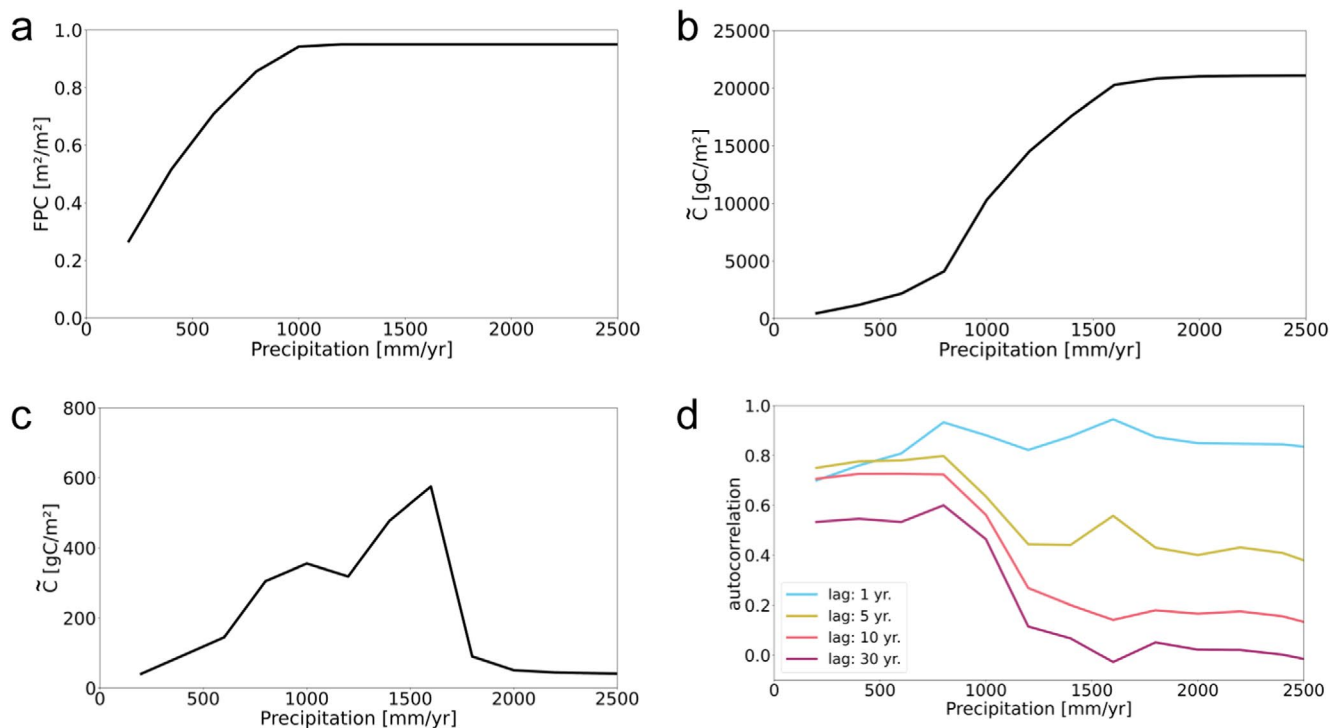 a
1.0
0.8
0.6
0.4
0.2
0.0
FPC [m²/m²]
0
500
1000
1500
2000
2500
Precipitation [mm/yr]
b
25000
20000
15000
10000
5000
0
C̃ [gC/m²]
0
500
1000
1500
2000
2500
Precipitation [mm/yr]
c
800
600
400
200
0
C̃ [gC/m²]
0
500
1000
1500
2000
2500
Precipitation [mm/yr]
d
1.0
0.8
0.6
0.4
0.2
0.0
autocorrelation
lag: 1 yr.
lag: 5 yr.
lag: 10 yr.
lag: 30 yr.
0
500
1000
1500
2000
2500
Precipitation [mm/yr]